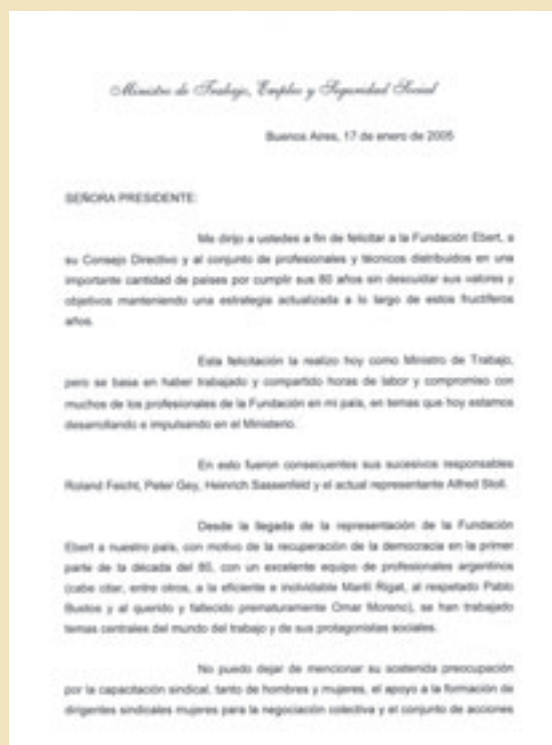 Ministro de Trabajo, Empleo y Seguridad Social
Buenos Aires, 17 de enero de 2005
SEÑORA PRESIDENTE:
Me dirijo a ustedes a fin de felicitar a la Fundación Ebert, a
su Consejo Directivo y al conjunto de profesionales y técnicos distribuidos en una
importante cantidad de países por cumplir sus 80 años sin descuidar sus valores y
objetivos manteniendo una estrategia actualizada a lo largo de estos fructíferos
años.
Esta felicitación la realizo hoy como Ministro de Trabajo,
pero se basa en haber trabajado y compartido horas de labor y compromiso con
muchos de los profesionales de la Fundación en mi país, en temas que hoy estamos
desarrollando e impulsando en el Ministerio.
En esto fueron consecuentes sus sucesivos responsables
Roland Feicht, Peter Gey, Heinrich Sassenfeld y el actual representante Alfred Stoll.
Desde la llegada de la representación de la Fundación
Ebert a nuestro país, con motivo de la recuperación de la democracia en la primer
parte de la década del 80, con un excelente equipo de profesionales argentinos
(cabe citar, entre otros, a la eficiente e inolvidable Marili Rigat, al respetado Pablo
Bustos y al querido y fallecido prematuramente Omar Moreno), se han trabajado
temas centrales del mundo del trabajo y de sus protagonistas sociales.
No puedo dejar de mencionar su sostenida preocupación
por la capacitación sindical, tanto de hombres y mujeres, el apoyo a la formación de
dirigentes sindicales mujeres para la negociación colectiva y el conjunto de acciones